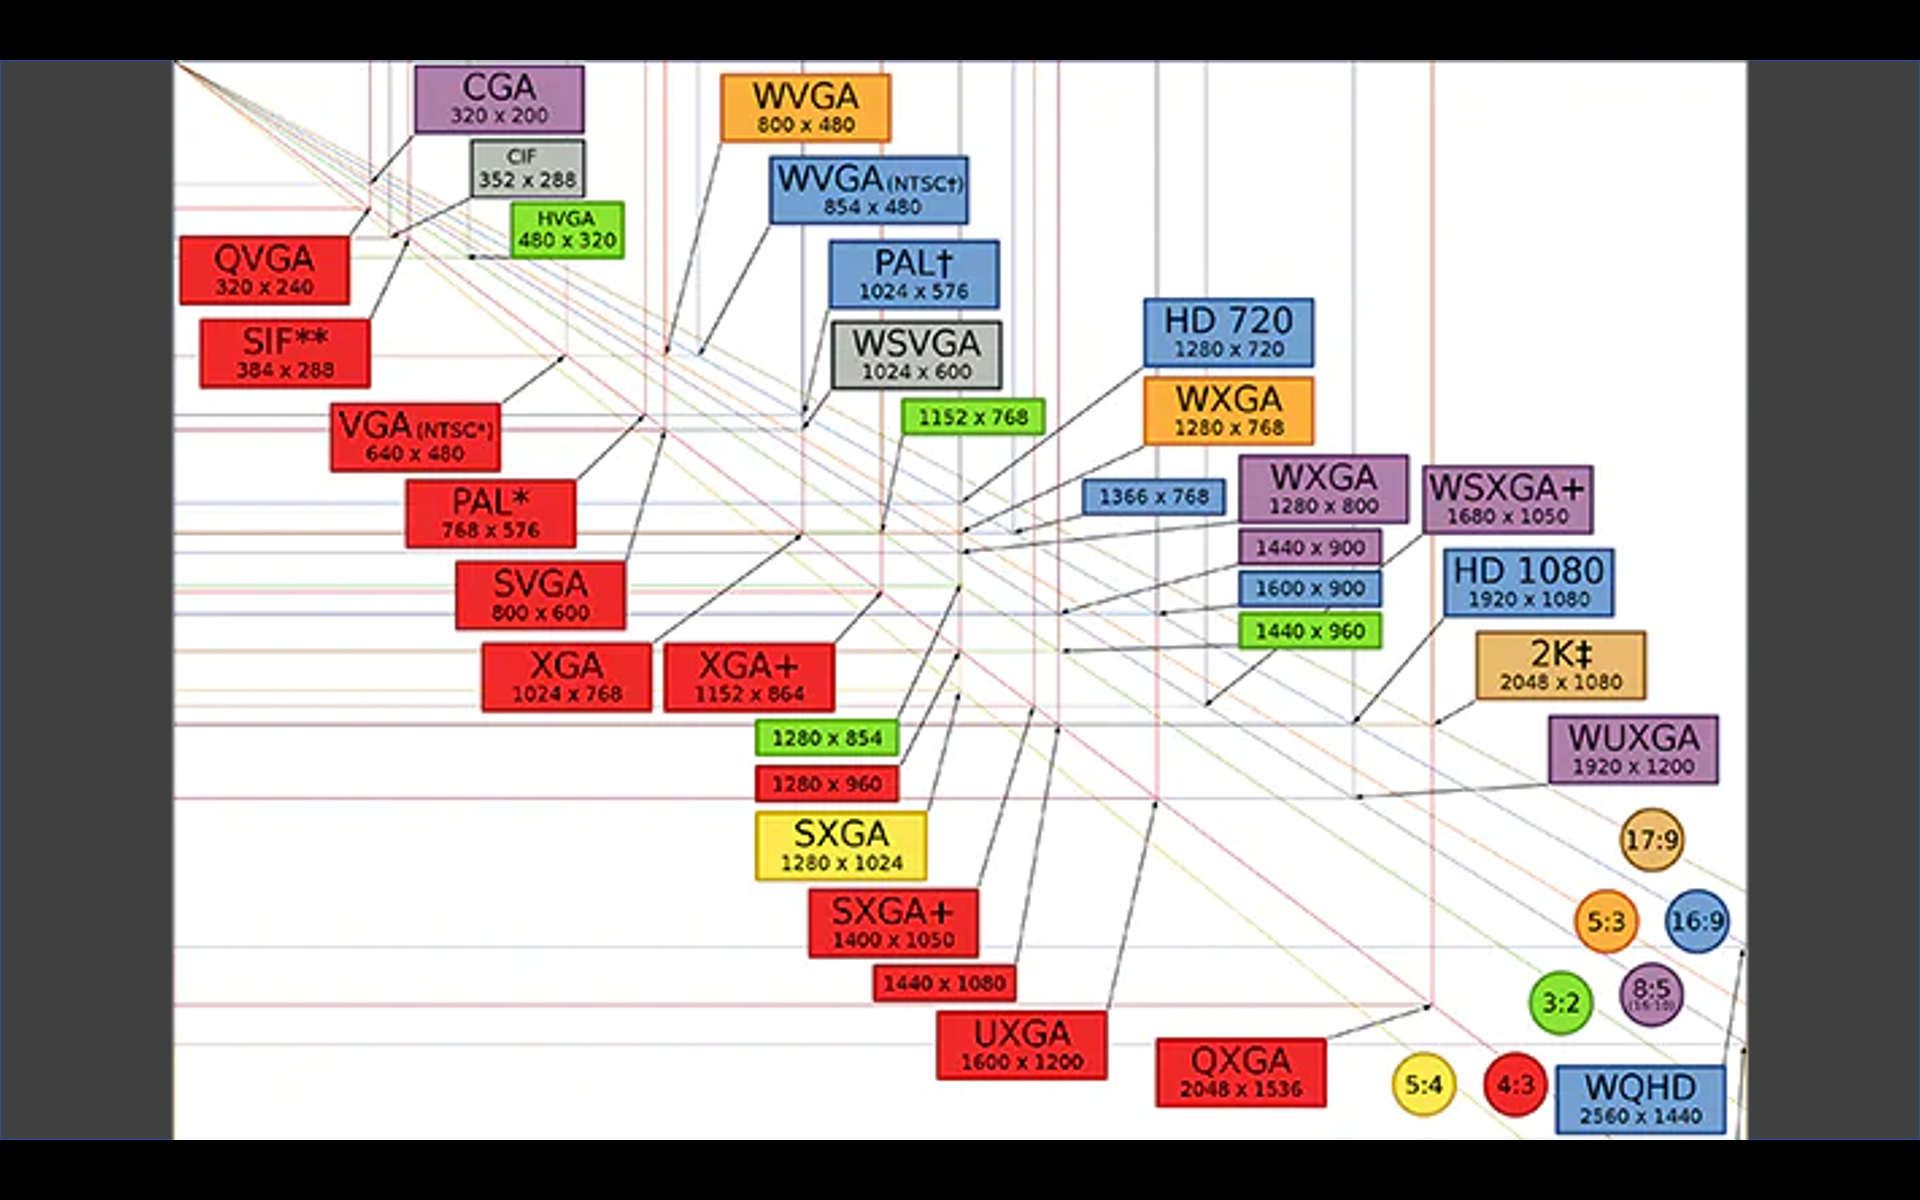 CGA
320 x 200
WVGA
800 x 480
CIF
352 x 288
WVGA (NTSC†)
854 x 480
HVGA
480 x 320
QVGA
320 x 240
PAL†
1024 x 576
SIF**
384 x 288
WSVGA
1024 x 600
HD 720
1280 x 720
VGA (NTSC*)
640 x 480
1152 x 768
WXGA
1280 x 768
PAL*
768 x 576
1366 x 768
WXGA
1280 x 800
WSXGA+
1680 x 1050
1440 x 900
SVGA
800 x 600
1600 x 900
HD 1080
1920 x 1080
1440 x 960
XGA
1024 x 768
XGA+
1152 x 864
2K‡
2048 x 1080
1280 x 854
WUXGA
1920 x 1200
1280 x 960
SXGA
1280 x 1024
17:9
SXGA+
1400 x 1050
5:3
16:9
1440 x 1080
3:2
8:5
(16:10)
UXGA
1600 x 1200
QXGA
2048 x 1536
5:4
4:3
WQHD
2560 x 1440